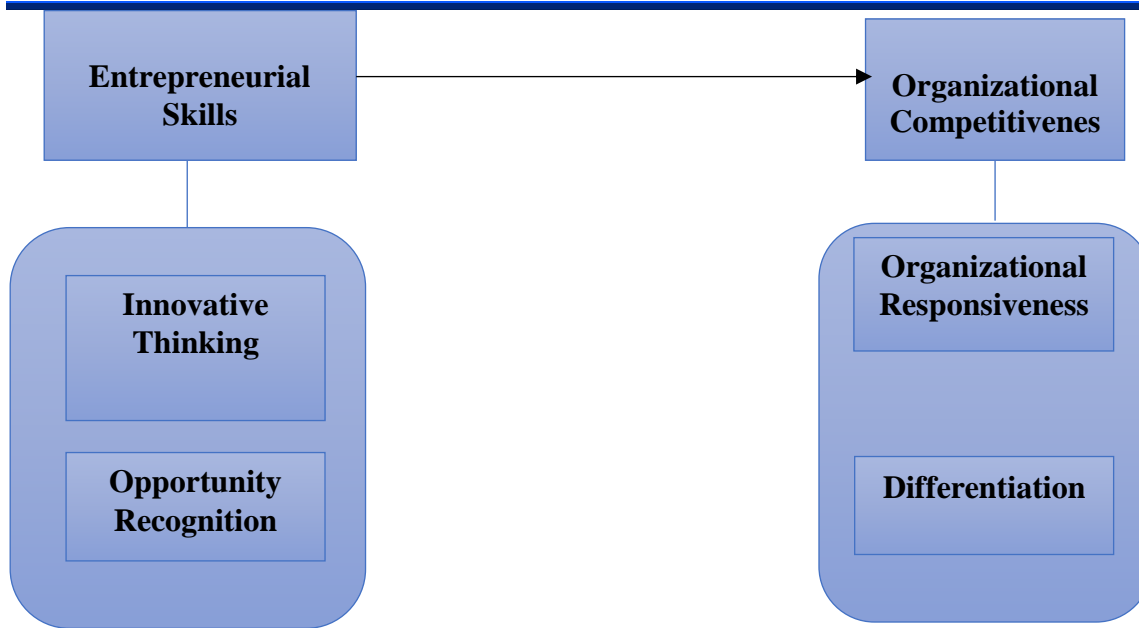 Entrepreneurial
Skills
Organizational
Competitivenes
Innovative
Thinking
Opportunity
Recognition
Organizational
Responsiveness
Differentiation